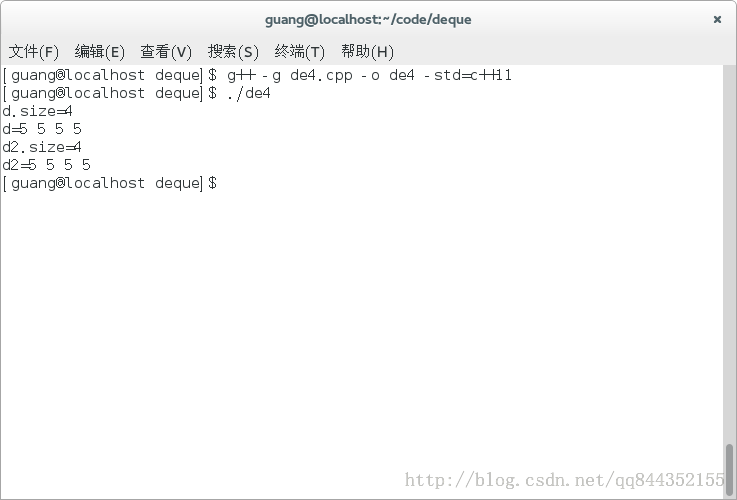 guang@localhost:~/code/deque ×
文件(F) 编辑(E) 查看(V) 搜索(S) 终端(T) 帮助(H)
[guang@localhost deque]$ g++ -g de4.cpp -o de4 -std=c++11
[guang@localhost deque]$ ./de4
d.size=4
d=5 5 5 5
d2.size=4
d2=5 5 5 5
[guang@localhost deque]$
http://blog.csdn.net/qq844352155